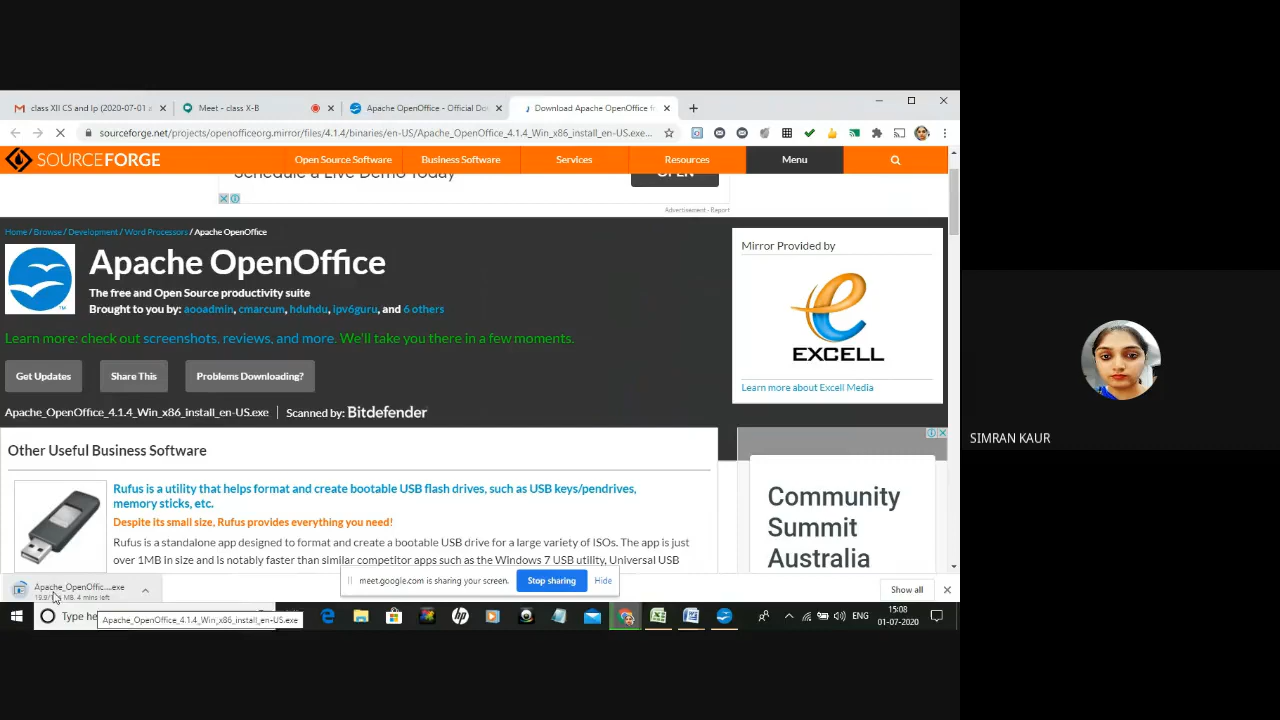 class XII CS and Ip (2020-07-01 a
Meet - class X-B
Apache OpenOffice - Official Do
Download Apache OpenOffice fr
sourceforge.net/projects/openofficeorg.mirror/files/4.1.4/binaries/en-US/Apache_OpenOffice_4.1.4_Win_x86_install_en-US.exe...
SOURCEFORGE
Open Source Software
Business Software
Services
Resources
Menu
Schedule a Live Demo Today
OPEN
Advertisement - Report
Home / Browse / Development / Word Processors / Apache OpenOffice
Apache OpenOffice
The free and Open Source productivity suite
Brought to you by: aooadmin, cmarcum, hduhdu, ipv6guru, and 6 others
Learn more: check out screenshots, reviews, and more. We'll take you there in a few moments.
Get Updates
Share This
Problems Downloading?
Apache_OpenOffice_4.1.4_Win_x86_install_en-US.exe
Scanned by: Bitdefender
Mirror Provided by
EXCELL
Learn more about Excell Media
Other Useful Business Software
Rufus is a utility that helps format and create bootable USB flash drives, such as USB keys/pendrives,
memory sticks, etc.
Despite its small size, Rufus provides everything you need!
Rufus is a standalone app designed to format and create a bootable USB drive for a large variety of ISOs. The app is just
over 1MB in size and is notably faster than similar competitor apps such as the Windows 7 USB utility, Universal USB
Community
Summit
Australia
Apache_OpenOffic....exe
MB, 4 mins left
meet.google.com is sharing your screen.
Stop sharing
Hide
Show all
Type he
Apache_OpenOffice_4.1.4_Win_x86_install_en-US.exe
ENG
15:08
01-07-2020
SIMRAN KAUR